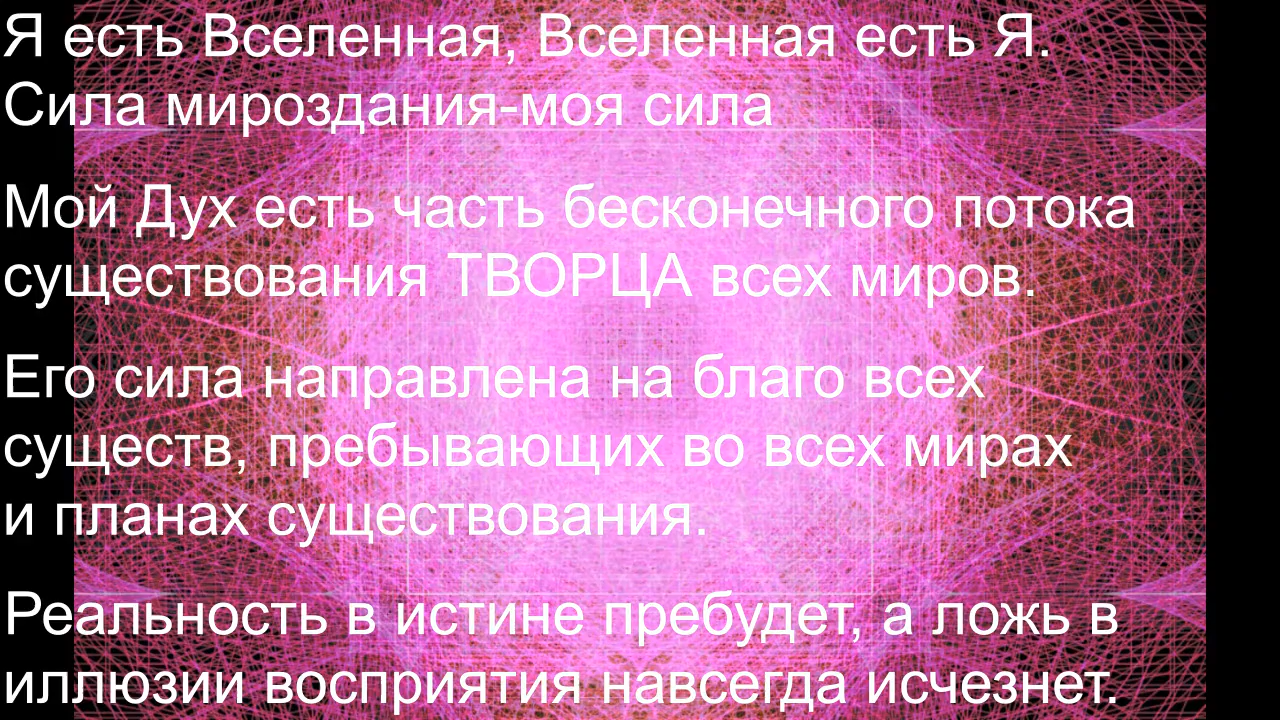 Я есть Вселенная, Вселенная есть Я.
Сила мироздания-моя сила
Мой Дух есть часть бесконечного потока
существования ТВОРЦА всех миров.
Его сила направлена на благо всех
существ, пребывающих во всех мирах
и планах существования.
Реальность в истине пребудет, а ложь в
иллюзии восприятия навсегда исчезнет.